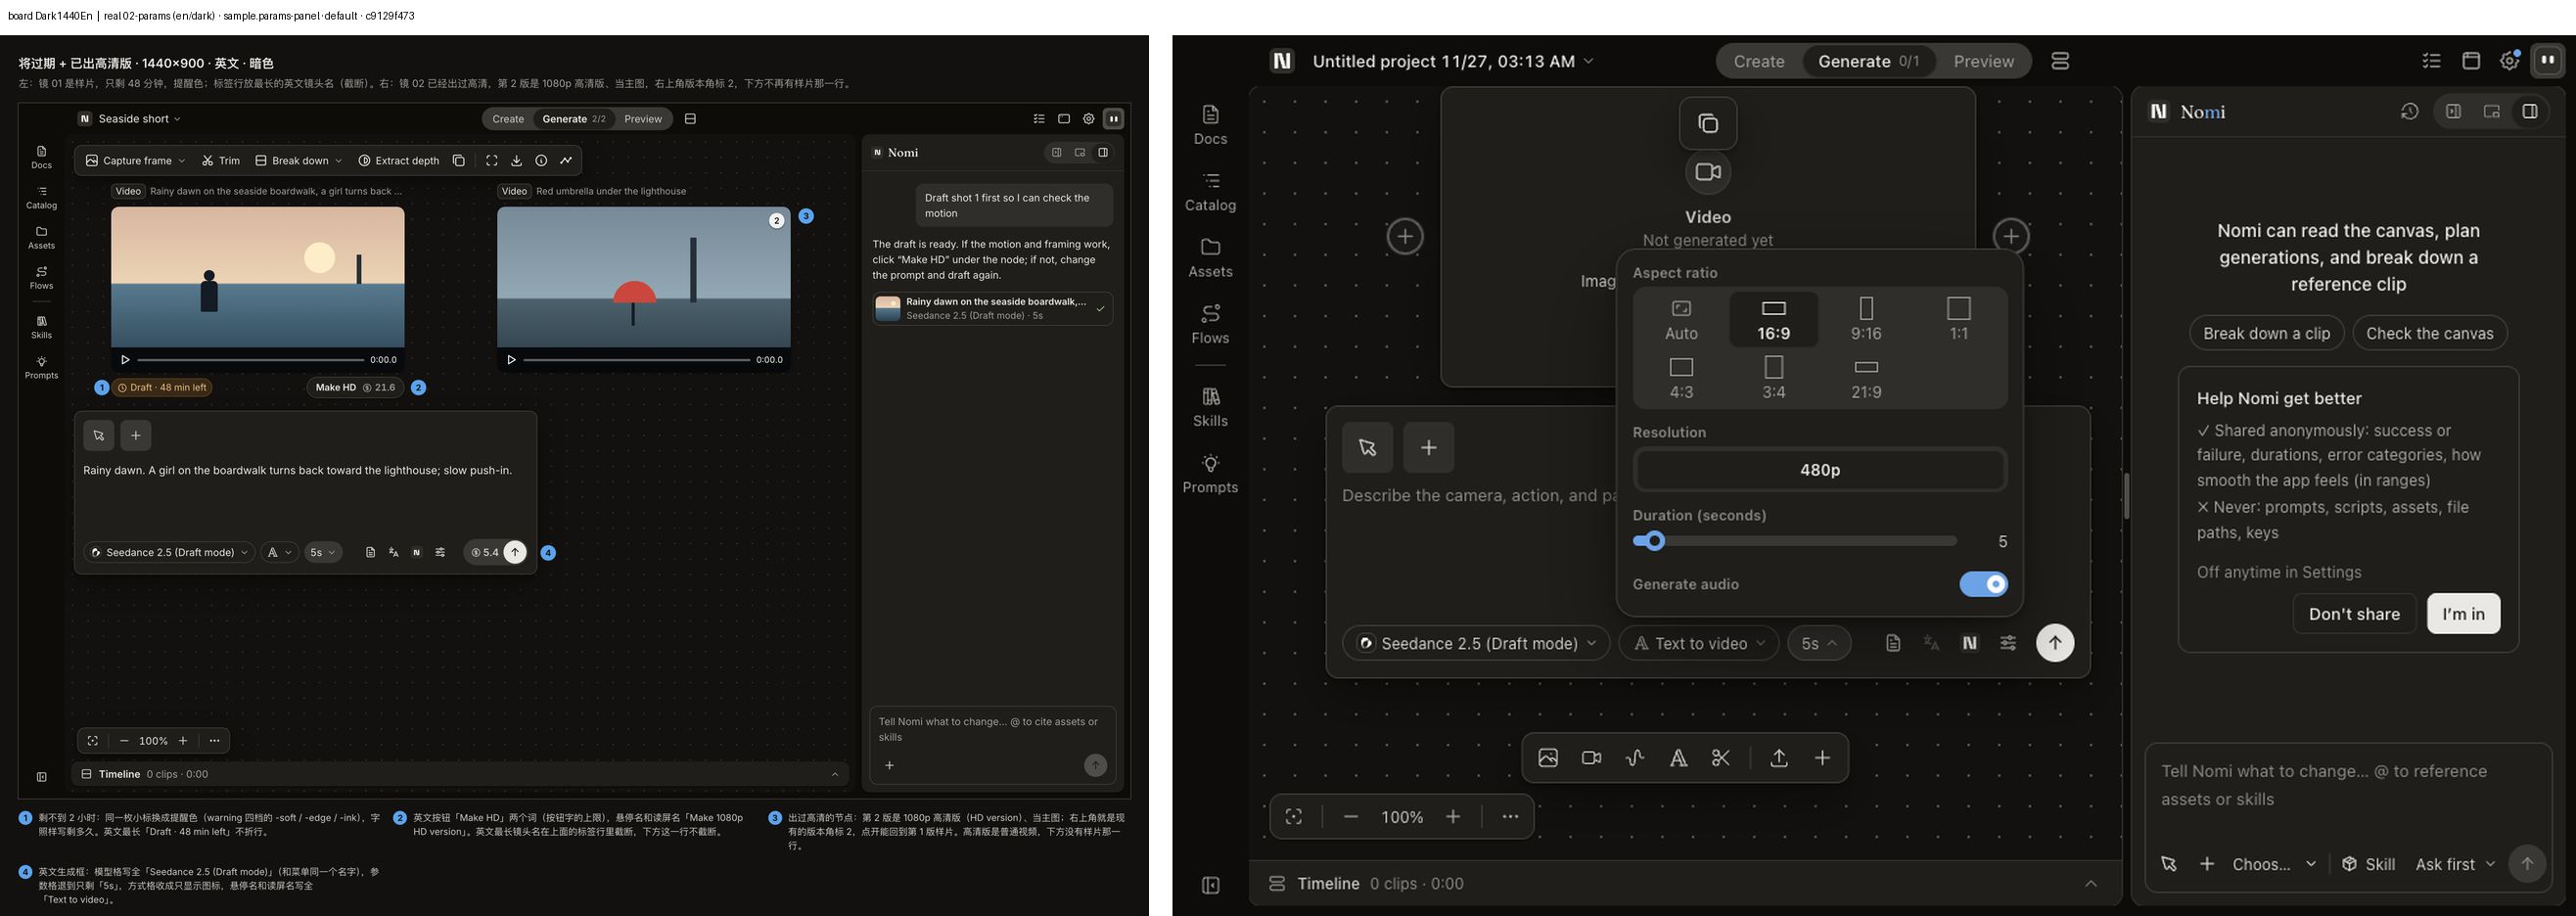 board Dark1440En | real 02-params (en/dark) · sample.params-panel-default · c9129f473
将过期 + 已出高清版 · 1440×900 · 英文 · 暗色
左：镜 01 是样片，只剩 48 分钟，提醒色；标签行放最长的英文镜头名（截断）。右：镜 02 已经出过高清，第 2 版是 1080p 高清版、当主图，右上角版本角标 2，下方不再有样片那一行。
N Seaside short
Create Generate 2/2 Preview
Docs
Catalog
Assets
Flows
Skills
Prompts
Capture frame Trim Break down Extract depth
Video Rainy dawn on the seaside boardwalk, a girl turns back ...
Video Red umbrella under the lighthouse
2
3
0:00.0
0:00.0
1 Draft · 48 min left
Make HD 21.6 2
Rainy dawn. A girl on the boardwalk turns back toward the lighthouse; slow push-in.
Seedance 2.5 (Draft mode) 5s N 5.4 4
100%
Timeline 0 clips · 0:00
N Nomi
Draft shot 1 first so I can check the
motion
The draft is ready. If the motion and framing work,
click “Make HD” under the node; if not, change
the prompt and draft again.
Rainy dawn on the seaside boardwalk,...
Seedance 2.5 (Draft mode) · 5s
Tell Nomi what to change... @ to cite assets or
skills
1 剩不到 2 小时：同一枚小标换成提醒色（warning 四档的 -soft / -edge / -ink），字
照样写剩多久。英文最长「Draft · 48 min left」不折行。
2 英文按钮「Make HD」两个词（按钮字的上限），悬停名和读屏名「Make 1080p
HD version」。英文最长镜头名在上面的标签行里截断，下方这一行不截断。
3 出过高清的节点：第 2 版是 1080p 高清版（HD version）、当主图；右上角就是现
有的版本角标 2，点开能回到第 1 版样片。高清版是普通视频，下方没有样片那一
行。
4 英文生成框：模型格写全「Seedance 2.5 (Draft mode)」（和菜单同一个名字），参
数格退到只剩「5s」，方式格收成只显示图标，悬停名和读屏名写全
「Text to video」。
N Untitled project 11/27, 03:13 AM
Create Generate 0/1 Preview
Docs
Catalog
Assets
Flows
Skills
Prompts
Video
Not generated yet
Imag
Aspect ratio
Auto 16:9 9:16 1:1
4:3 3:4 21:9
Resolution
480p
Duration (seconds)
5
Generate audio
Describe the camera, action, and pa
Seedance 2.5 (Draft mode) Text to video 5s N
100%
Timeline 0 clips · 0:00
N Nomi
Nomi can read the canvas, plan
generations, and break down a
reference clip
Break down a clip Check the canvas
Help Nomi get better
✓ Shared anonymously: success or
failure, durations, error categories, how
smooth the app feels (in ranges)
✕ Never: prompts, scripts, assets, file
paths, keys
Off anytime in Settings
Don't share I'm in
Tell Nomi what to change... @ to reference
assets or skills
Choos... Skill Ask first